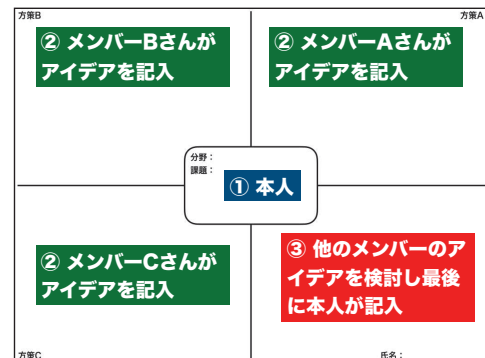 方策B
方策A
② メンバーBさんが
アイデアを記入
② メンバーAさんが
アイデアを記入
分野：
課題：
① 本人
② メンバーCさんが
アイデアを記入
③ 他のメンバーのア
イデアを検討し最後
に本人が記入
方策C
氏名：